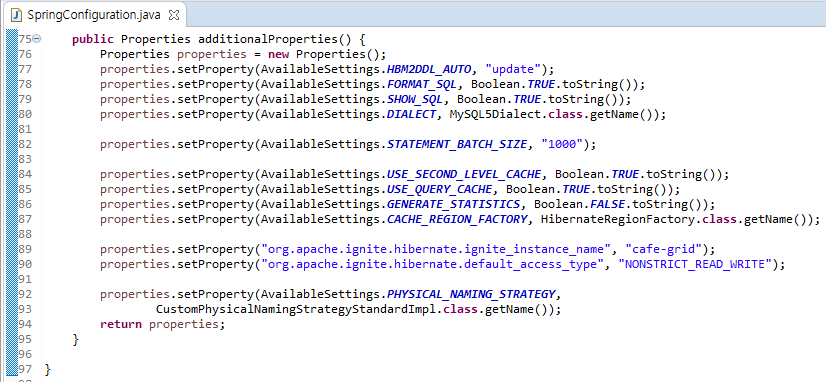 SpringConfiguration.java
75 public Properties additionalProperties() {
76 Properties properties = new Properties();
77 properties.setProperty(AvailableSettings.HBM2DDL_AUTO, "update");
78 properties.setProperty(AvailableSettings.FORMAT_SQL, Boolean.TRUE.toString());
79 properties.setProperty(AvailableSettings.SHOW_SQL, Boolean.TRUE.toString());
80 properties.setProperty(AvailableSettings.DIALECT, MySQL5Dialect.class.getName());
81
82 properties.setProperty(AvailableSettings.STATEMENT_BATCH_SIZE, "1000");
83
84 properties.setProperty(AvailableSettings.USE_SECOND_LEVEL_CACHE, Boolean.TRUE.toString());
85 properties.setProperty(AvailableSettings.USE_QUERY_CACHE, Boolean.TRUE.toString());
86 properties.setProperty(AvailableSettings.GENERATE_STATISTICS, Boolean.FALSE.toString());
87 properties.setProperty(AvailableSettings.CACHE_REGION_FACTORY, HibernateRegionFactory.class.getName());
88
89 properties.setProperty("org.apache.ignite.hibernate.ignite_instance_name", "cafe-grid");
90 properties.setProperty("org.apache.ignite.hibernate.default_access_type", "NONSTRICT_READ_WRITE");
91
92 properties.setProperty(AvailableSettings.PHYSICAL_NAMING_STRATEGY,
93 CustomPhysicalNamingStrategyStandardImpl.class.getName());
94 return properties;
95 }
96
97 }